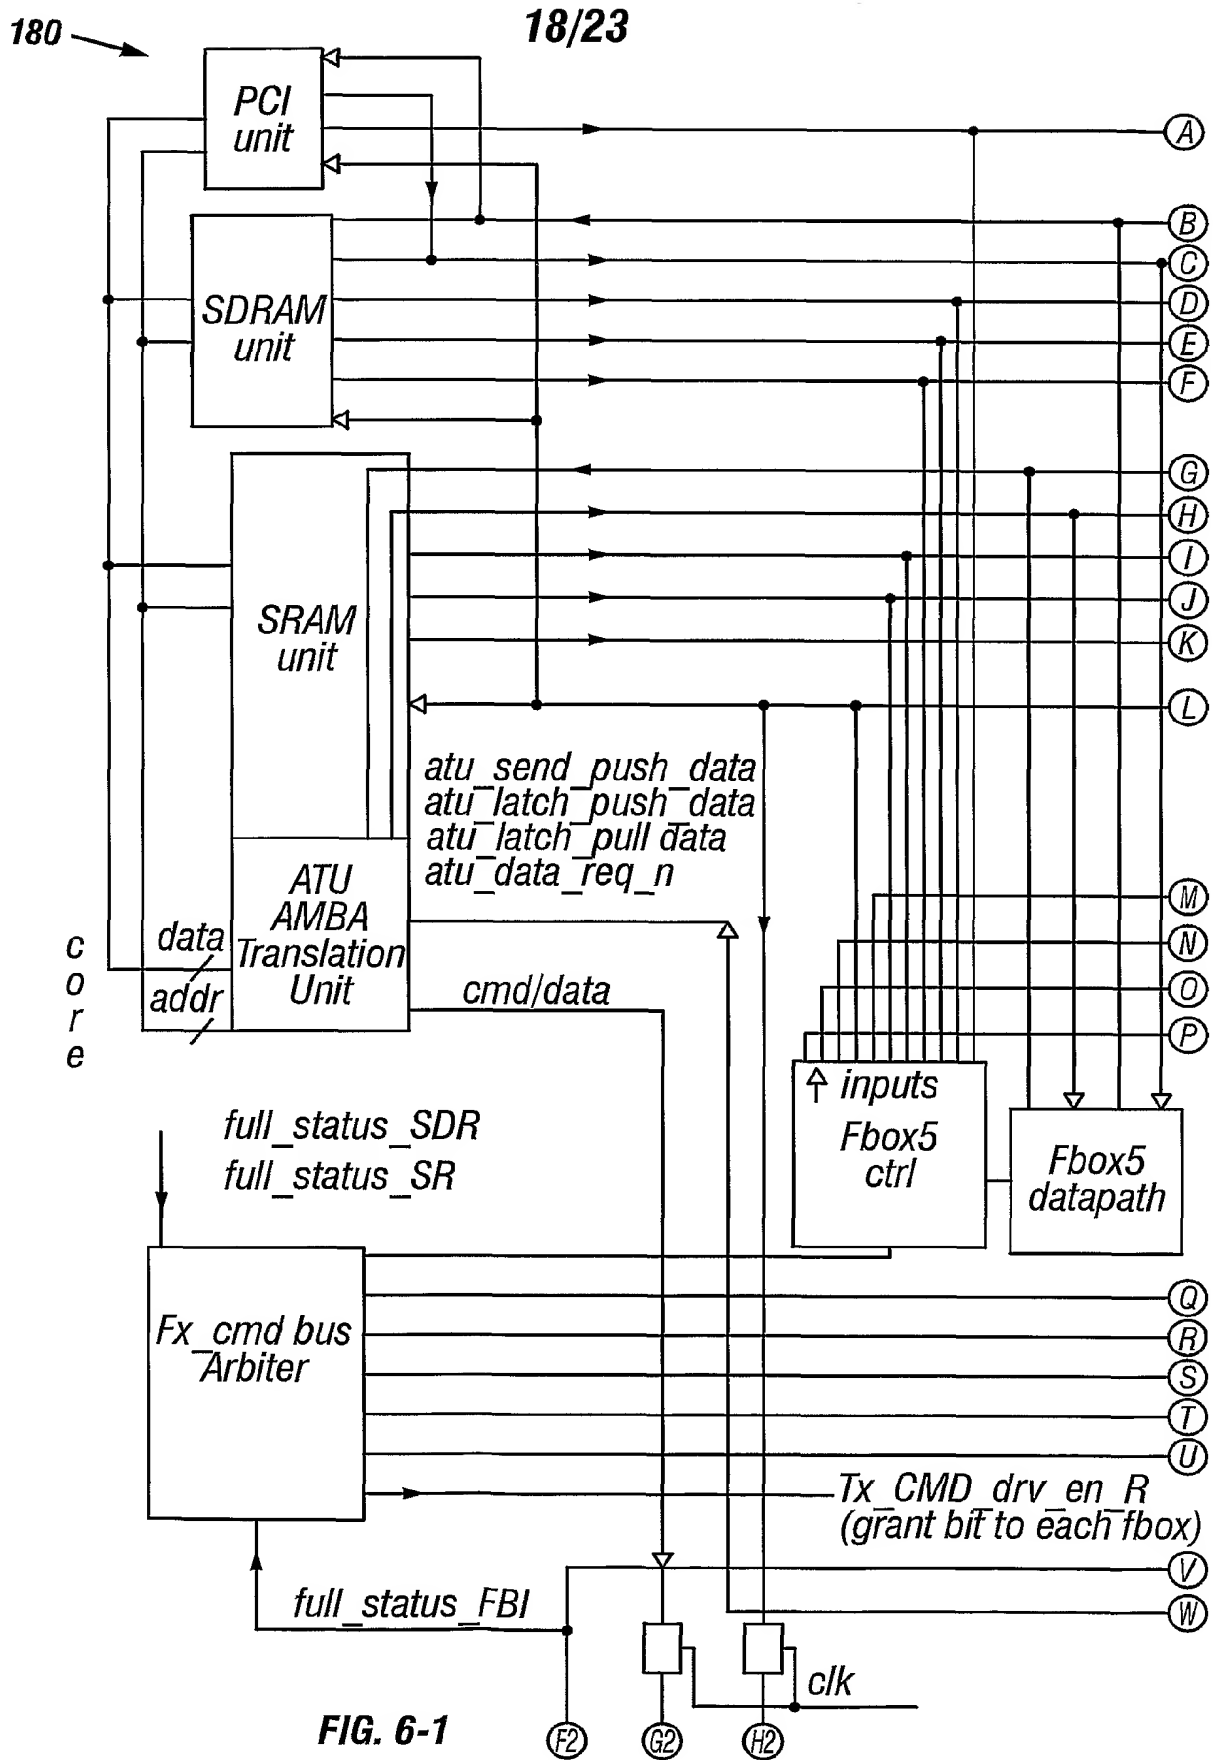 180
18/23
PCI
unit
A
B
C
SDRAM
unit
D
E
F
G
H
I
SRAM
unit
J
K
L
atu_send_push_data
atu_latch_push_data
atu_latch_pull data
atu_data_req_n
ATU
AMBA
Translation
Unit
core
data
addr
cmd/data
M
N
O
P
inputs
Fbox5
ctrl
Fbox5
datapath
full_status_SDR
full_status_SR
Fx_cmd bus
Arbiter
Q
R
S
T
U
Tx_CMD_drv_en_R
(grant bit to each fbox)
V
full_status_FBI
W
clk
FIG. 6-1
F2
G2
H2